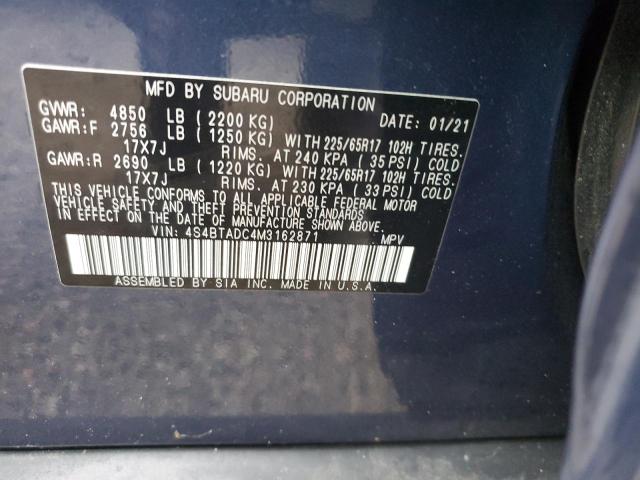 MFD BY SUBARU CORPORATION
GVWR: 4850 LB ( 2200 KG) DATE: 01/21
GAWR:F 2756 LB ( 1250 KG) WITH 225/65R17 102H TIRES.
17X7J RIMS. AT 240 KPA ( 35 PSI) COLD
GAWR:R 2690 LB ( 1220 KG) WITH 225/65R17 102H TIRES.
17X7J RIMS. AT 230 KPA ( 33 PSI) COLD
THIS VEHICLE CONFORMS TO ALL APPLICABLE FEDERAL MOTOR
VEHICLE SAFETY AND THEFT PREVENTION STANDARDS
IN EFFECT ON THE DATE OF MANUFACTURE SHOWN ABOVE.
VIN: 4S4BTADC4M3162871 MPV
ASSEMBLED BY SIA INC. MADE IN U.S.A.